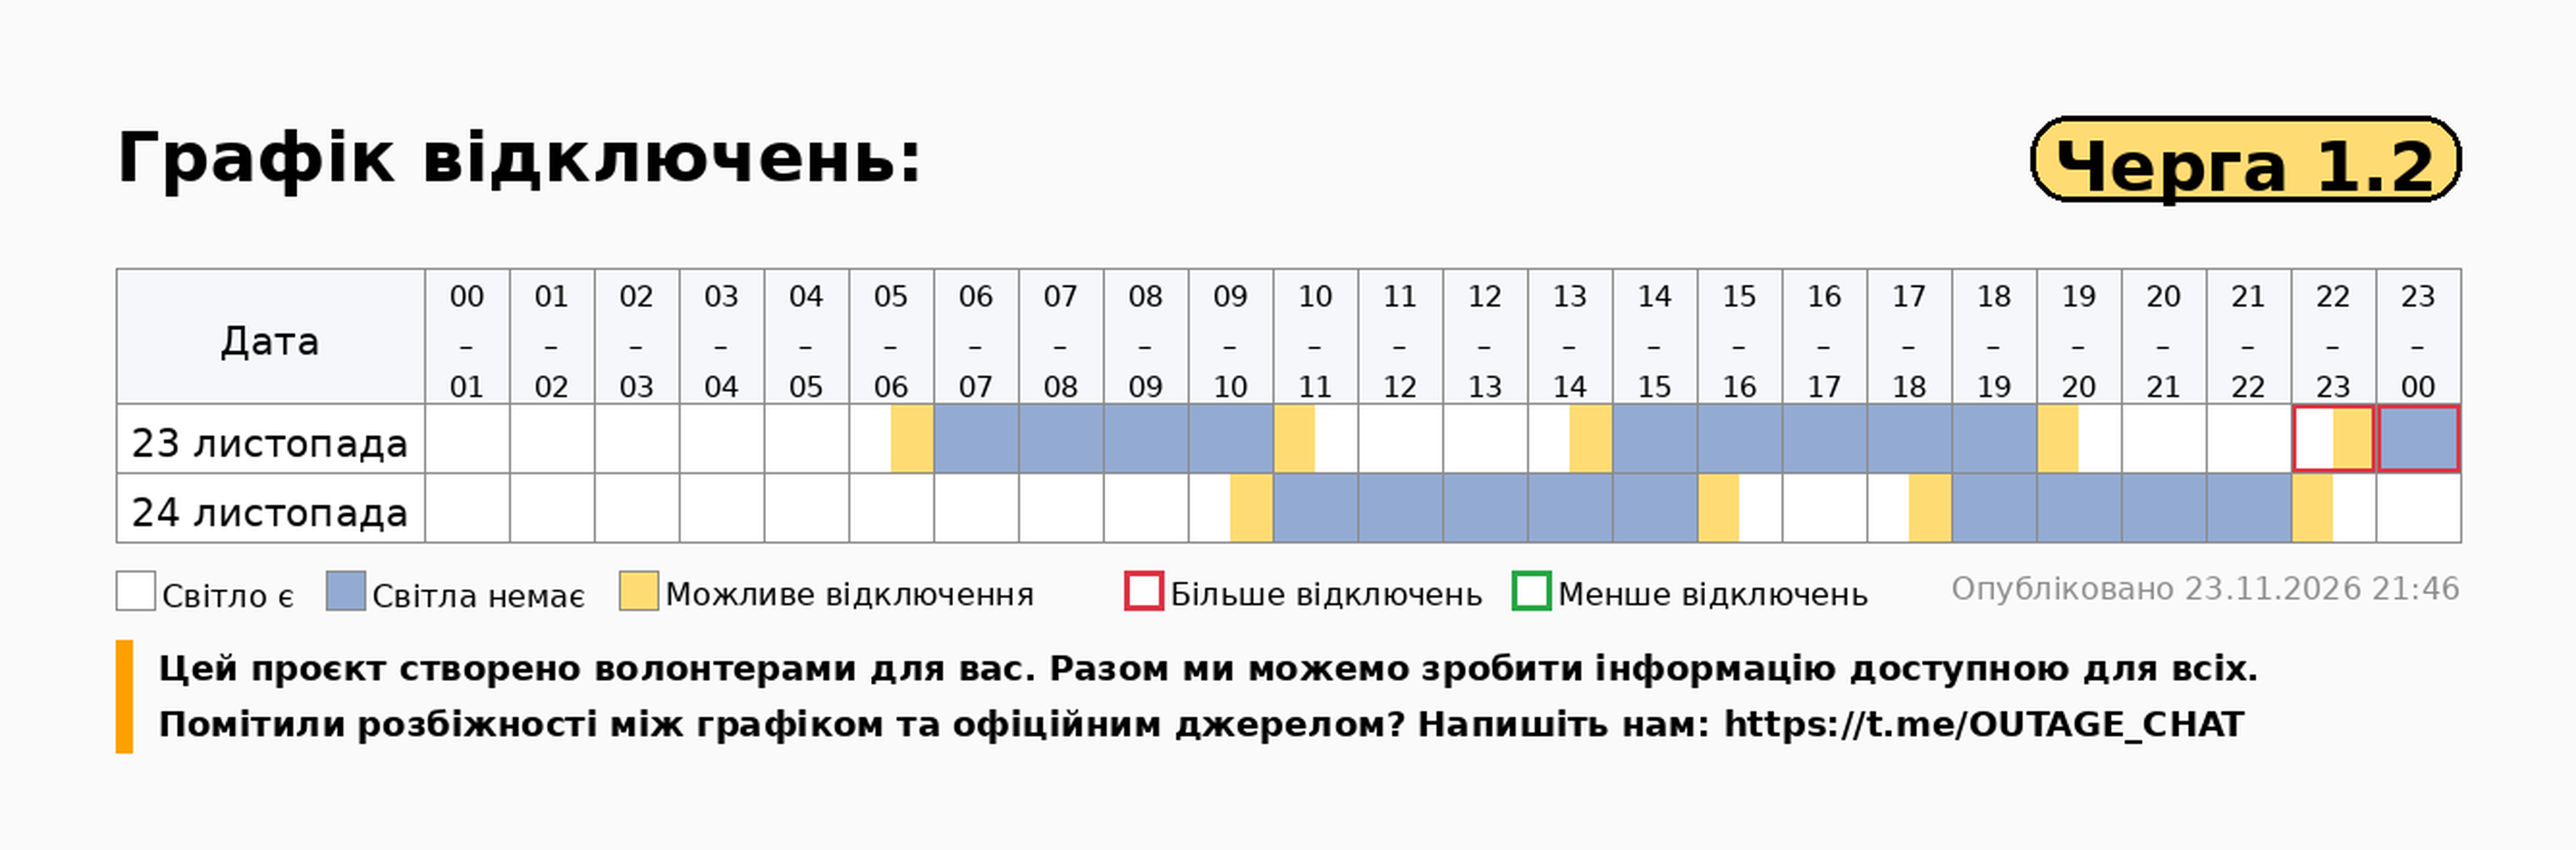 Графік відключень:
Черга 1.2
Дата 00 – 01 01 – 02 02 – 03 03 – 04 04 – 05 05 – 06 06 – 07 07 – 08 08 – 09 09 – 10 10 – 11 11 – 12 12 – 13 13 – 14 14 – 15 15 – 16 16 – 17 17 – 18 18 – 19 19 – 20 20 – 21 21 – 22 22 – 23 23 – 00
23 листопада
24 листопада
Світло є Світла немає Можливе відключення Більше відключень Менше відключень Опубліковано 23.11.2026 21:46
Цей проєкт створено волонтерами для вас. Разом ми можемо зробити інформацію доступною для всіх.
Помітили розбіжності між графіком та офіційним джерелом? Напишіть нам: https://t.me/OUTAGE_CHAT